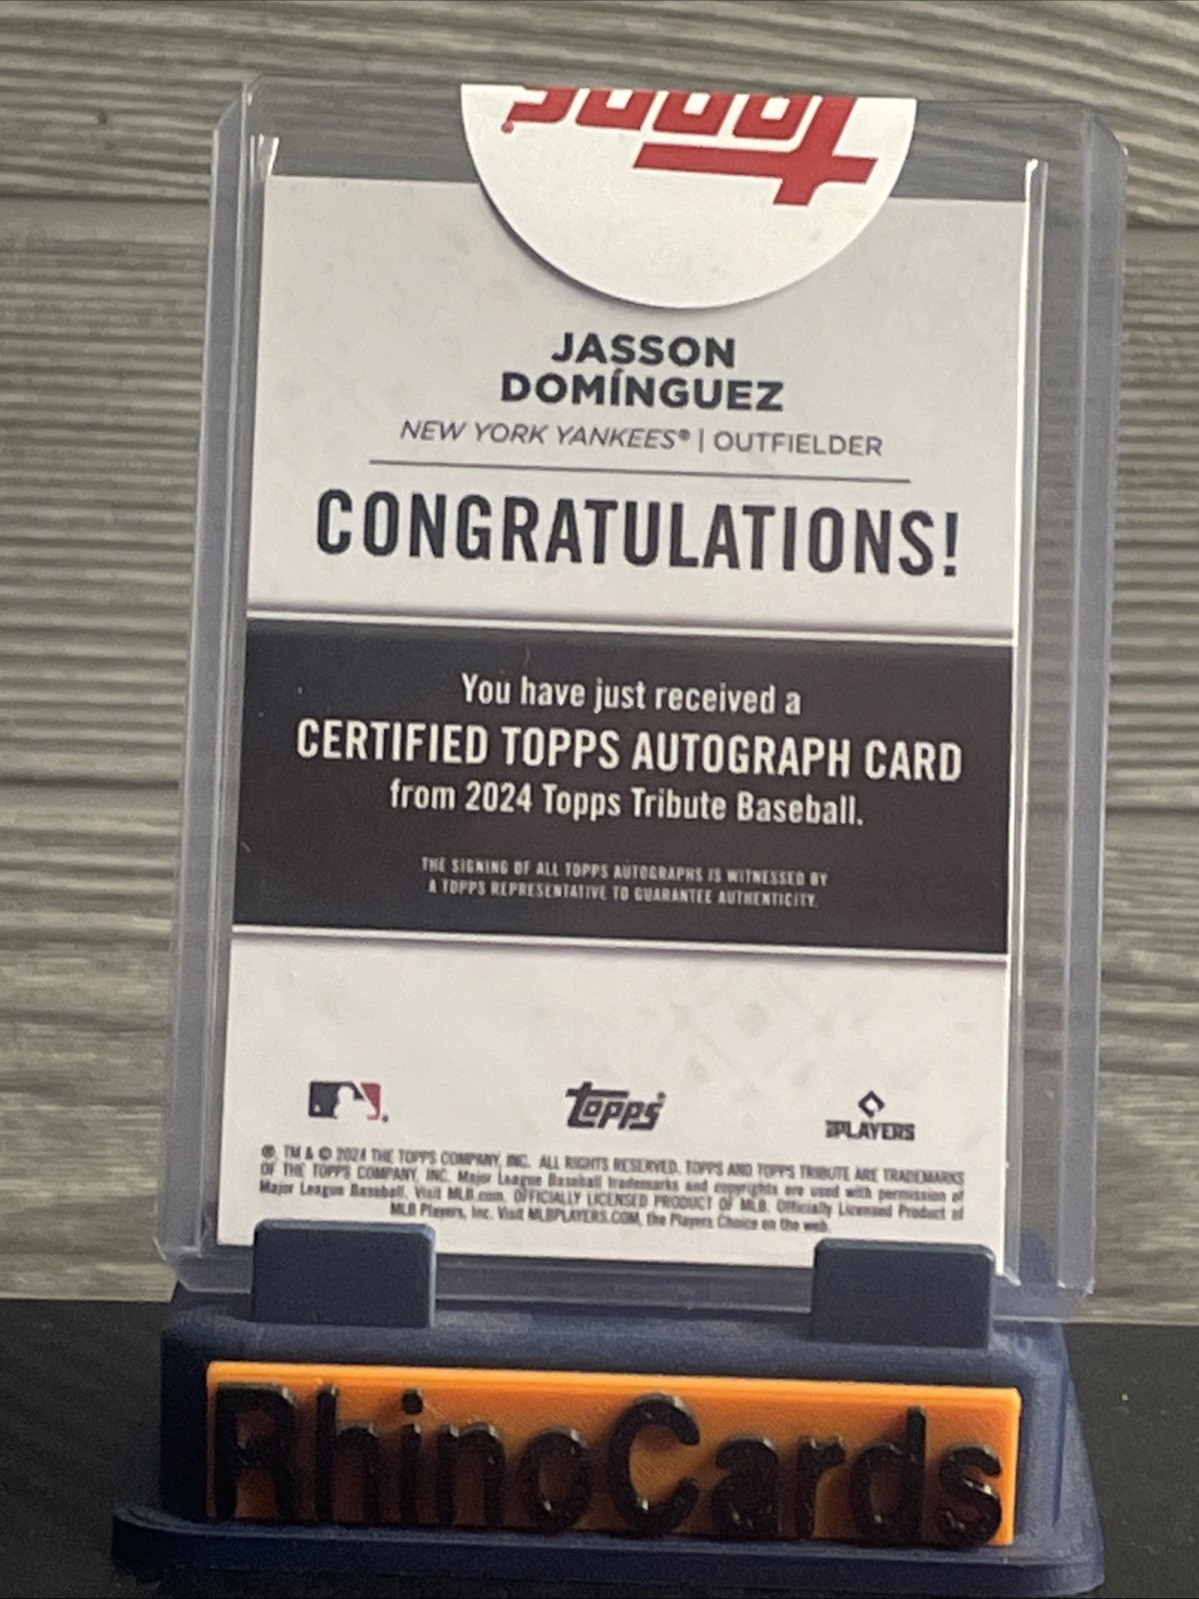 topps
JASSON
DOMÍNGUEZ
NEW YORK YANKEES® | OUTFIELDER
CONGRATULATIONS!
You have just received a
CERTIFIED TOPPS AUTOGRAPH CARD
from 2024 Topps Tribute Baseball.
THE SIGNING OF ALL TOPPS AUTOGRAPHS IS WITNESSED BY
A TOPPS REPRESENTATIVE TO GUARANTEE AUTHENTICITY.
topps
PLAYERS
®, TM & © 2024 THE TOPPS COMPANY, INC. ALL RIGHTS RESERVED. TOPPS AND TOPPS TRIBUTE ARE TRADEMARKS
OF THE TOPPS COMPANY, INC. Major League Baseball trademarks and copyrights are used with permission of
Major League Baseball. Visit MLB.com. OFFICIALLY LICENSED PRODUCT OF MLB. Officially Licensed Product of
MLB Players, Inc. Visit MLBPLAYERS.COM, the Players Choice on the web.
RhinoCards